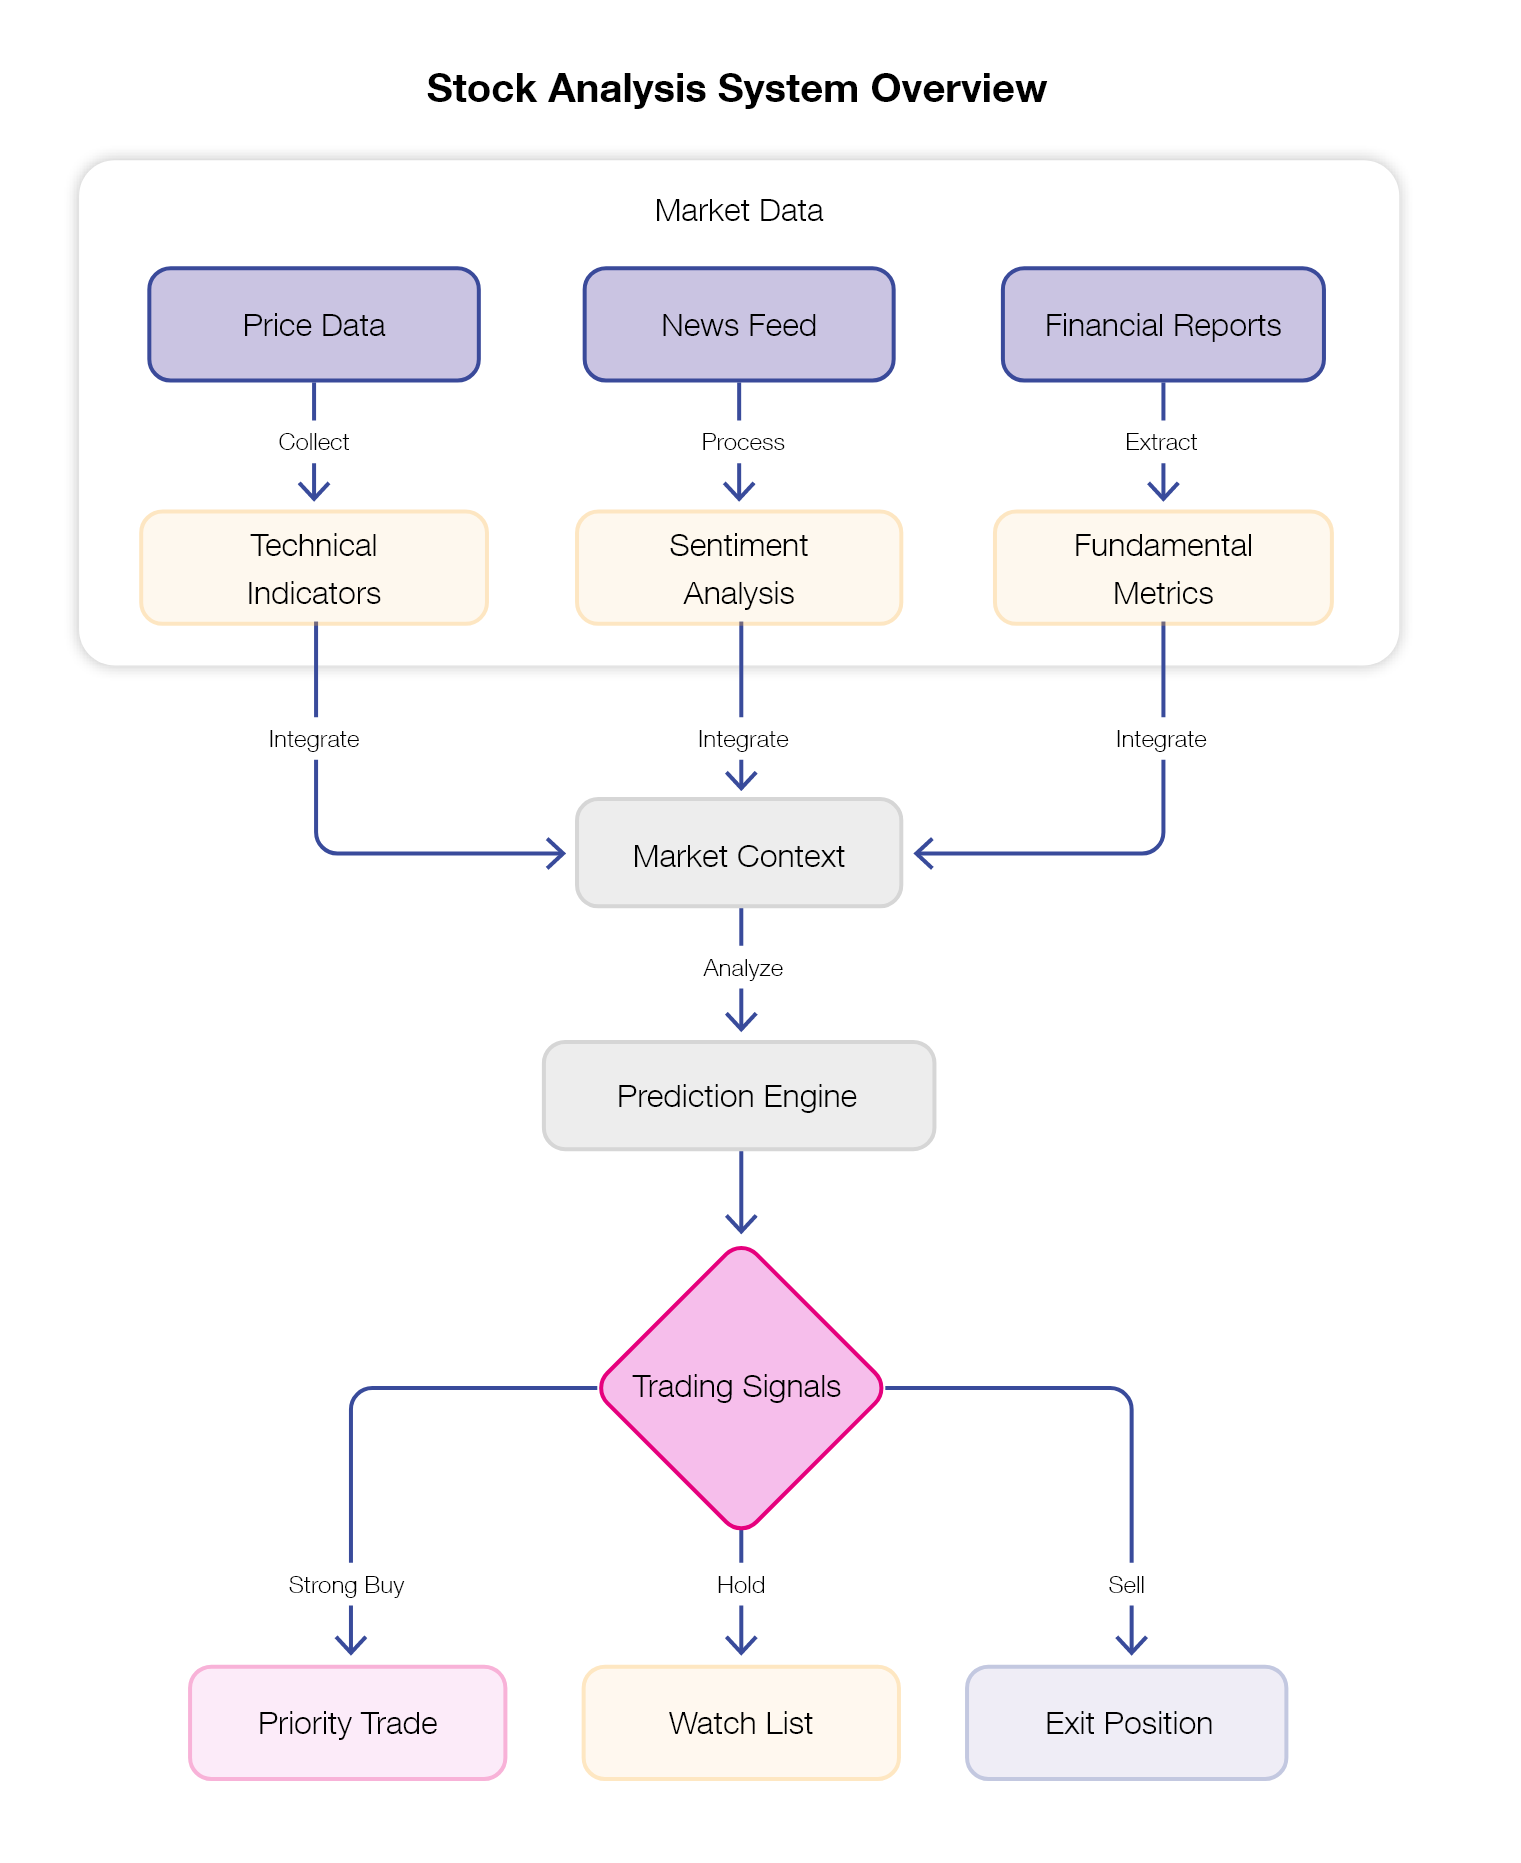 Stock Analysis System Overview
Market Data
Price Data
News Feed
Financial Reports
Collect
Process
Extract
Technical
Indicators
Sentiment
Analysis
Fundamental
Metrics
Integrate
Integrate
Integrate
Market Context
Analyze
Prediction Engine
Trading Signals
Strong Buy
Hold
Sell
Priority Trade
Watch List
Exit Position